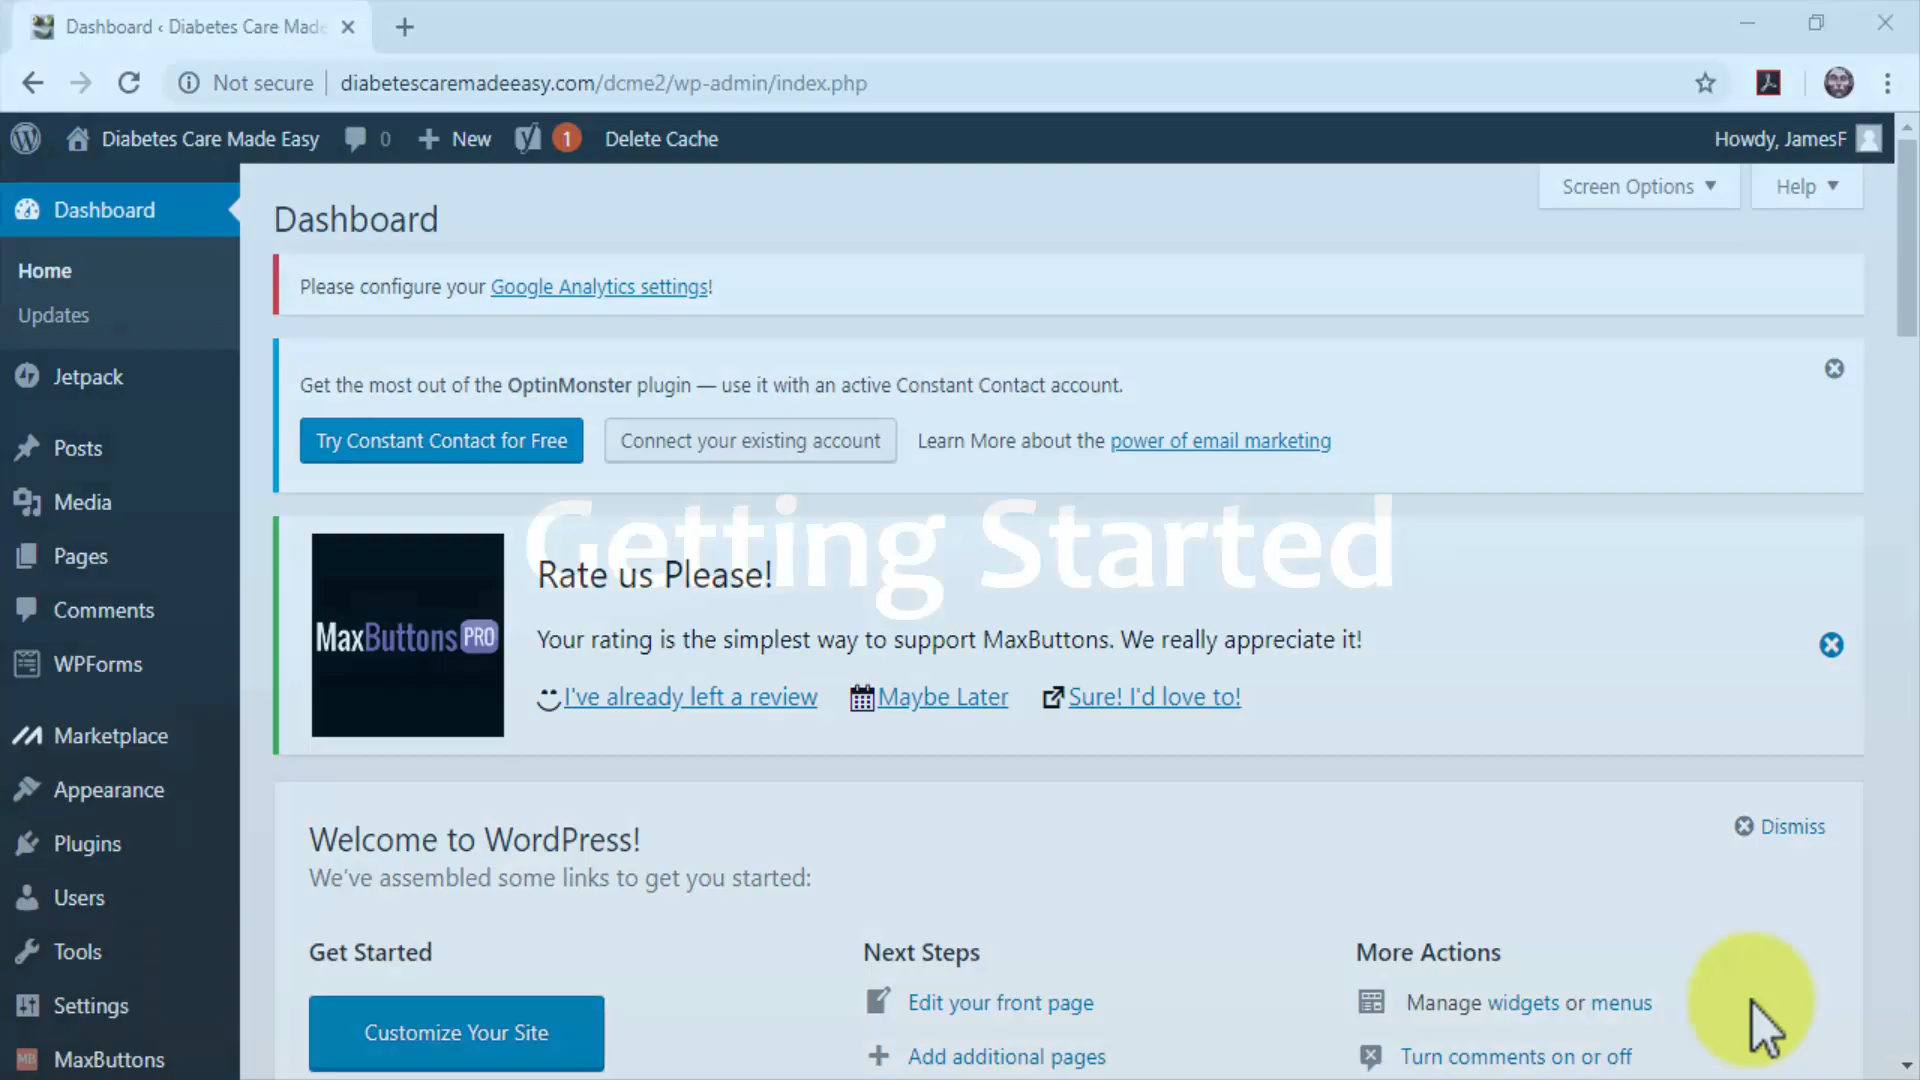 Dashboard ‹ Diabetes Care Made
Not secure
diabetescaremadeeasy.com/dcme2/wp-admin/index.php
Diabetes Care Made Easy 0 New 1 Delete Cache
Howdy, JamesF
Dashboard
Home
Updates
Jetpack
Posts
Media
Pages
Comments
WPForms
Marketplace
Appearance
Plugins
Users
Tools
Settings
MB MaxButtons
Screen Options
Help
Dashboard
Please configure your Google Analytics settings!
Get the most out of the OptinMonster plugin — use it with an active Constant Contact account.
Try Constant Contact for Free
Connect your existing account
Learn More about the power of email marketing
Getting Started
MaxButtons PRO
Rate us Please!
Your rating is the simplest way to support MaxButtons. We really appreciate it!
I've already left a review
Maybe Later
Sure! I'd love to!
Welcome to WordPress!
Dismiss
We've assembled some links to get you started:
Get Started
Customize Your Site
Next Steps
Edit your front page
Add additional pages
More Actions
Manage widgets or menus
Turn comments on or off